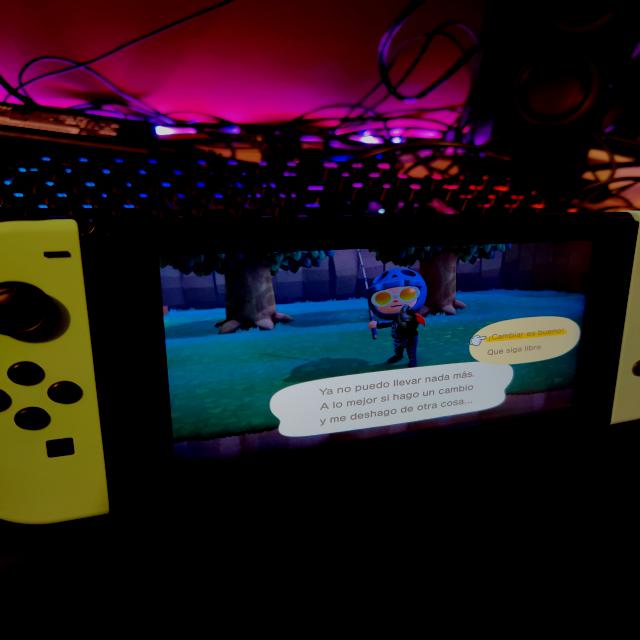 Ya no puedo llevar nada más.
A lo mejor si hago un cambio
y me deshago de otra cosa...
¡Cambiar es bueno!
Que siga libre